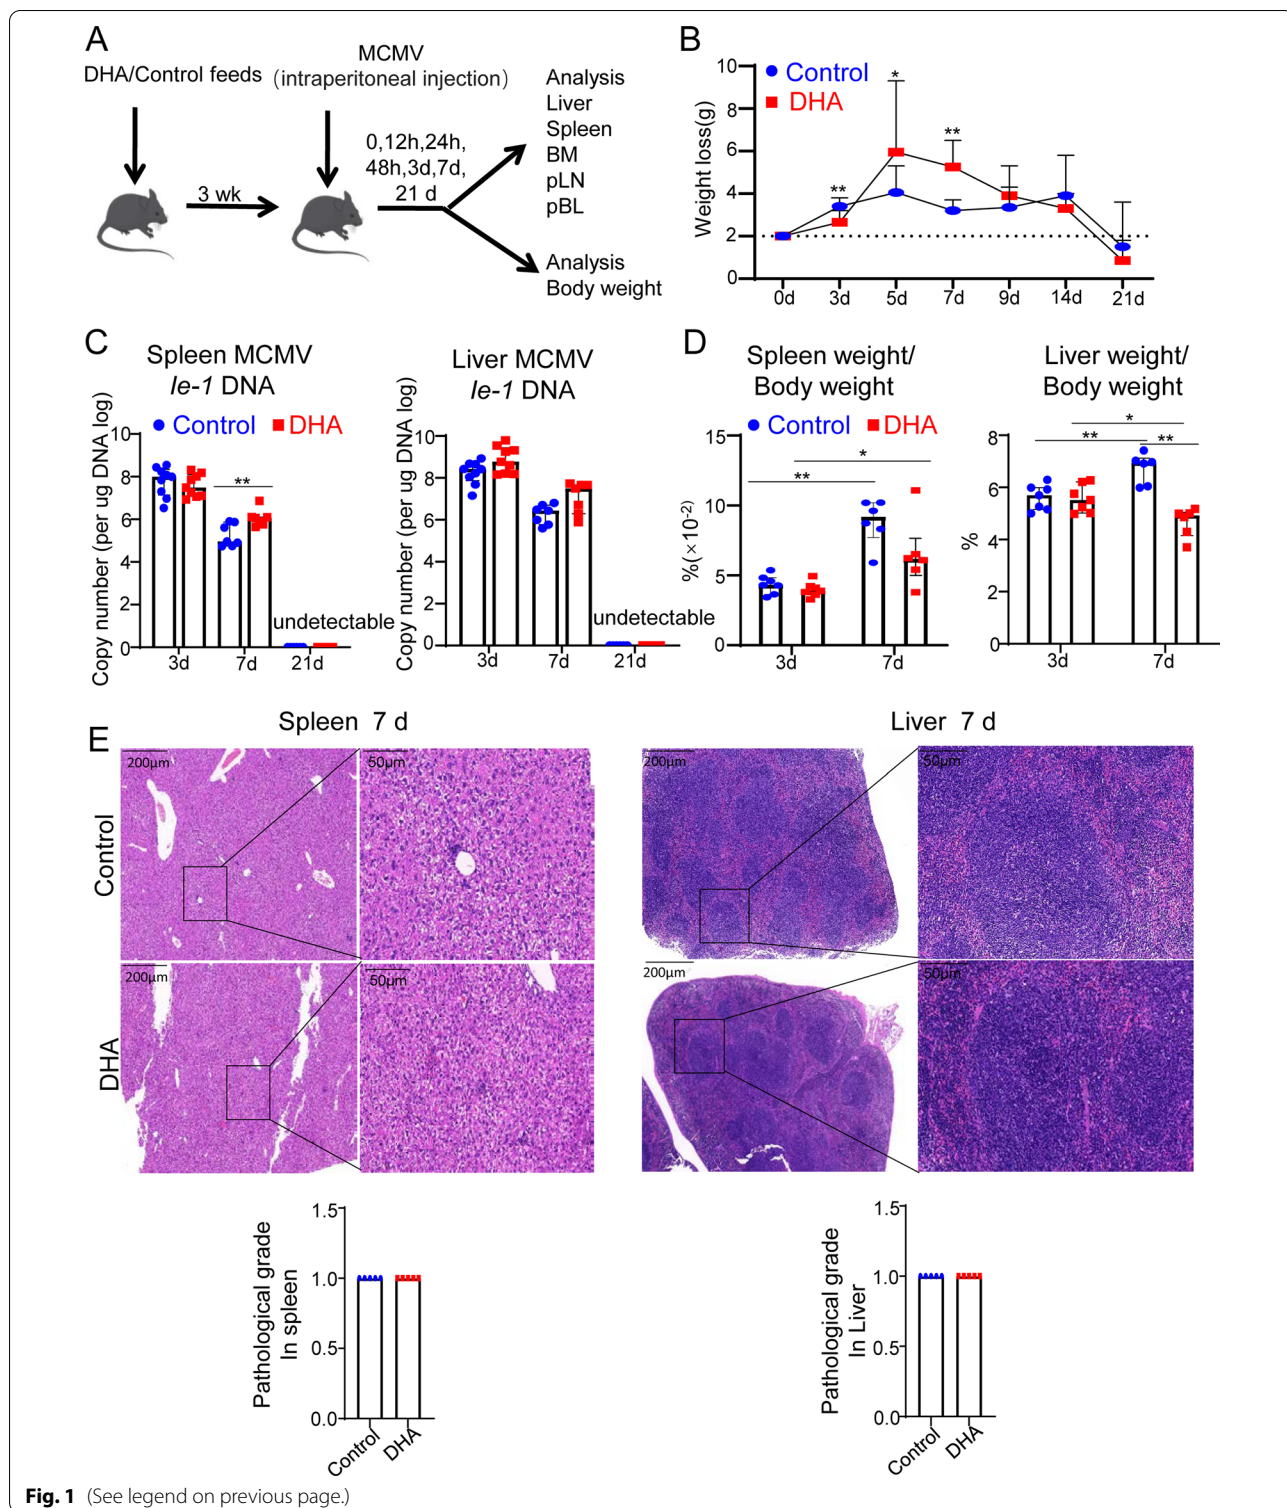 A
DHA/Control feeds
MCMV
(intraperitoneal injection)
3 wk
0,12h,24h,
48h,3d,7d,
21 d
Analysis
Liver
Spleen
BM
pLN
pBL
Analysis
Body weight
B
Control
DHA
Weight loss(g)
10
8
6
4
2
0
*
**
**
0d 3d 5d 7d 9d 14d 21d
C
Spleen MCMV
Ie-1 DNA
Control DHA
Copy number (per ug DNA log)
10
8
6
4
2
0
**
undetectable
3d 7d 21d
Liver MCMV
Ie-1 DNA
Copy number (per ug DNA log)
10
8
6
4
2
0
undetectable
3d 7d 21d
D
Spleen weight/
Body weight
Control DHA
%(×10-2)
15
10
5
0
*
**
3d 7d
Liver weight/
Body weight
%
8
6
4
2
0
*
** **
3d 7d
E
Spleen 7 d
Liver 7 d
Control
200µm 50µm 200µm 50µm
DHA
200µm 50µm 200µm 50µm
Pathological grade
In spleen
1.5
1.0
0.5
0.0
Control DHA
Pathological grade
In Liver
1.5
1.0
0.5
0.0
Control DHA
Fig. 1 (See legend on previous page.)